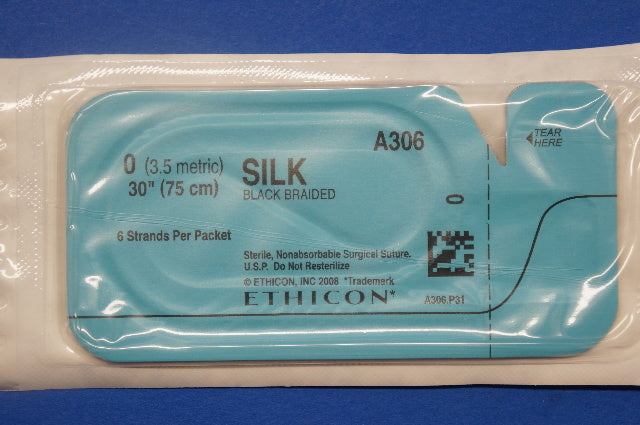 A306
TEAR
HERE
0 (3.5 metric)
30" (75 cm)
SILK
BLACK BRAIDED
0
6 Strands Per Packet
Sterile, Nonabsorbable Surgical Suture.
U.S.P. Do Not Resterilize
© ETHICON, INC 2008 *Trademark
ETHICON*
A306.P31